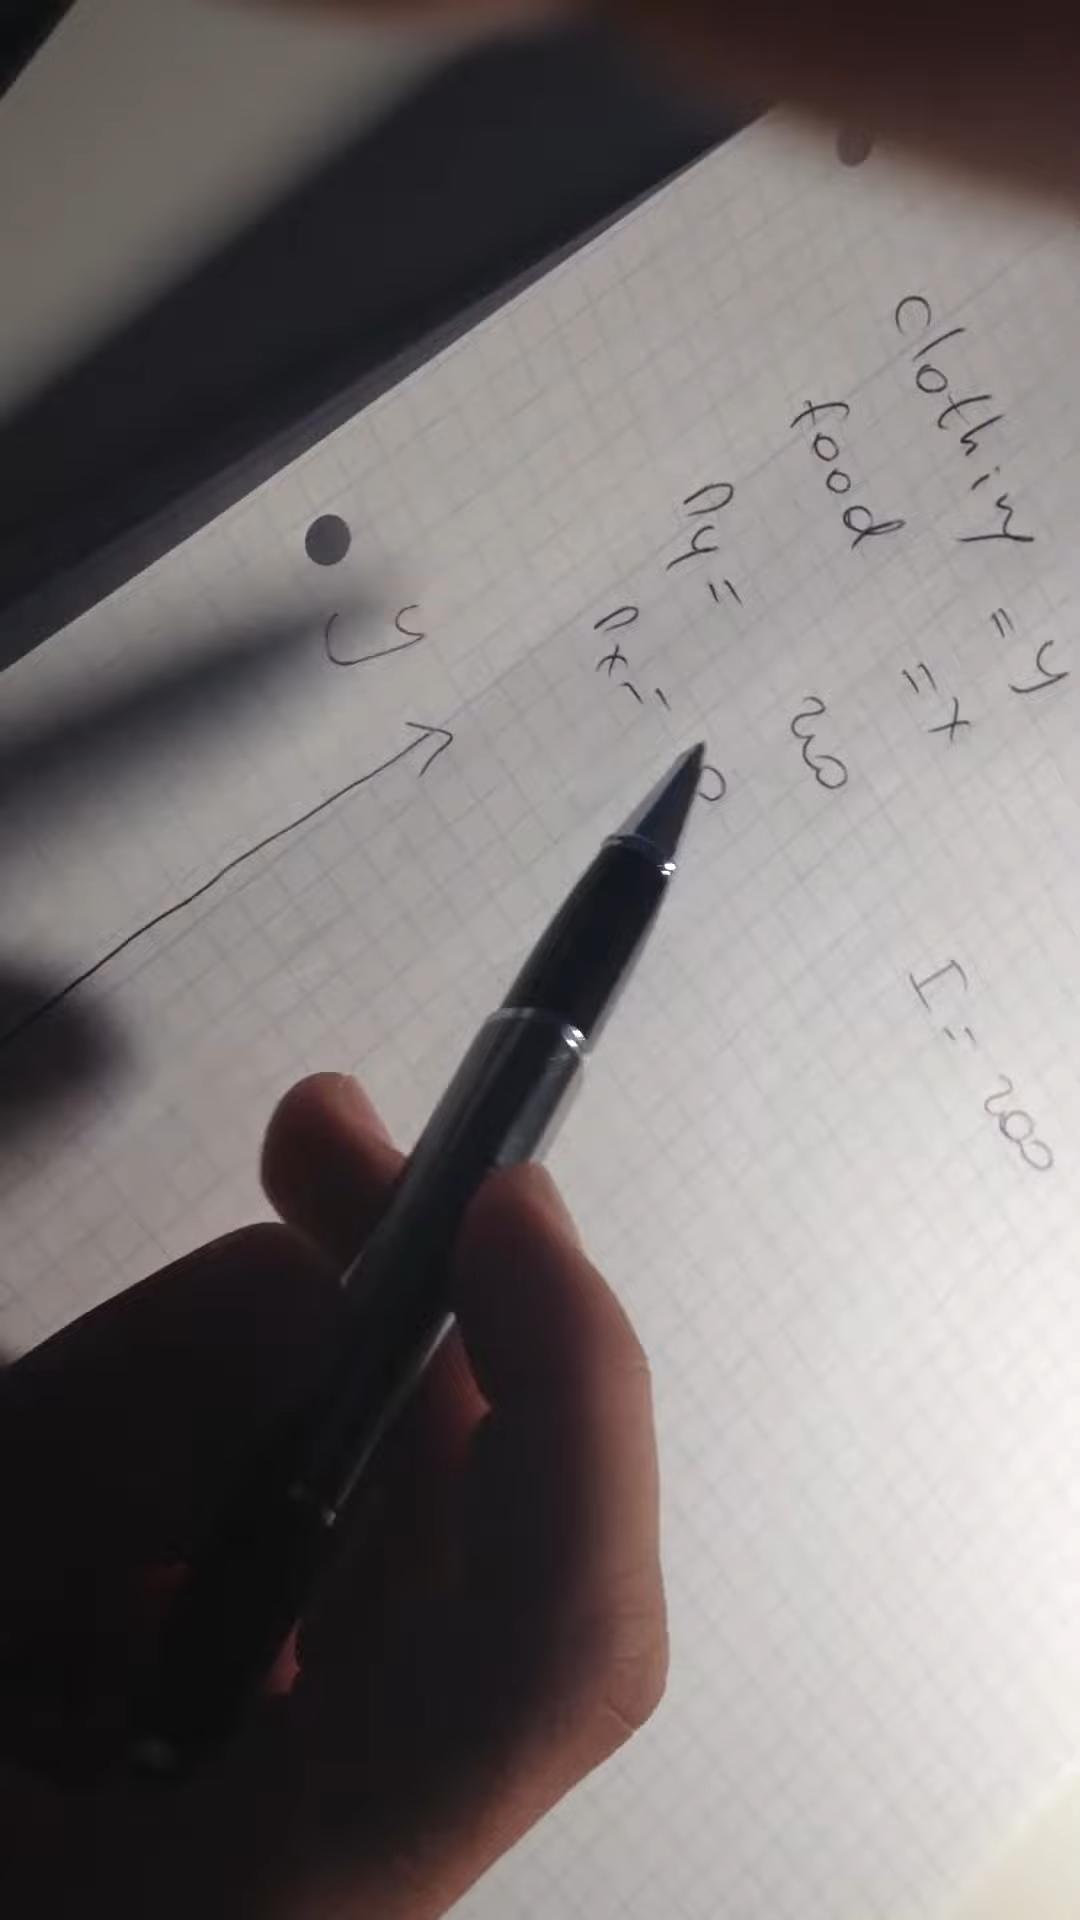 clothing = y
food = x
I = 200
Py = 20
Px =
y